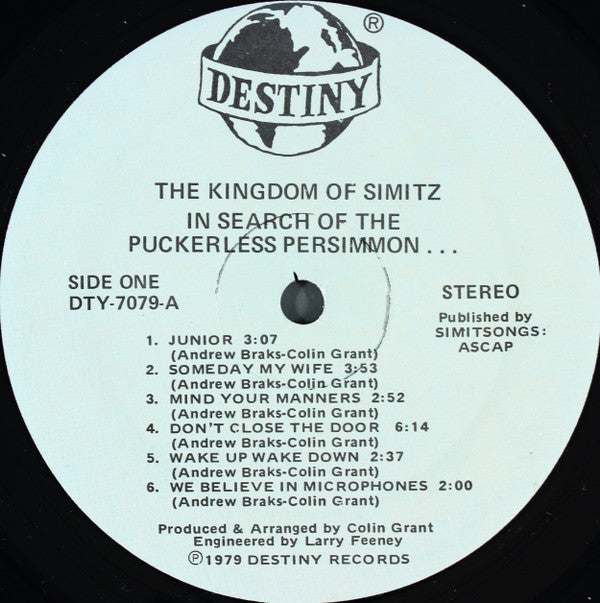 ®
DESTINY
THE KINGDOM OF SIMITZ
IN SEARCH OF THE
PUCKERLESS PERSIMMON . . .
SIDE ONE
DTY-7079-A
STEREO
Published by
SIMITSONGS:
ASCAP
1. JUNIOR 3:07
(Andrew Braks-Colin Grant)
2. SOMEDAY MY WIFE 3:53
(Andrew Braks-Colin Grant)
3. MIND YOUR MANNERS 2:52
(Andrew Braks-Colin Grant)
4. DON'T CLOSE THE DOOR 6:14
(Andrew Braks-Colin Grant)
5. WAKE UP WAKE DOWN 2:37
(Andrew Braks-Colin Grant)
6. WE BELIEVE IN MICROPHONES 2:00
(Andrew Braks-Colin Grant)
Produced & Arranged by Colin Grant
Engineered by Larry Feeney
℗1979 DESTINY RECORDS